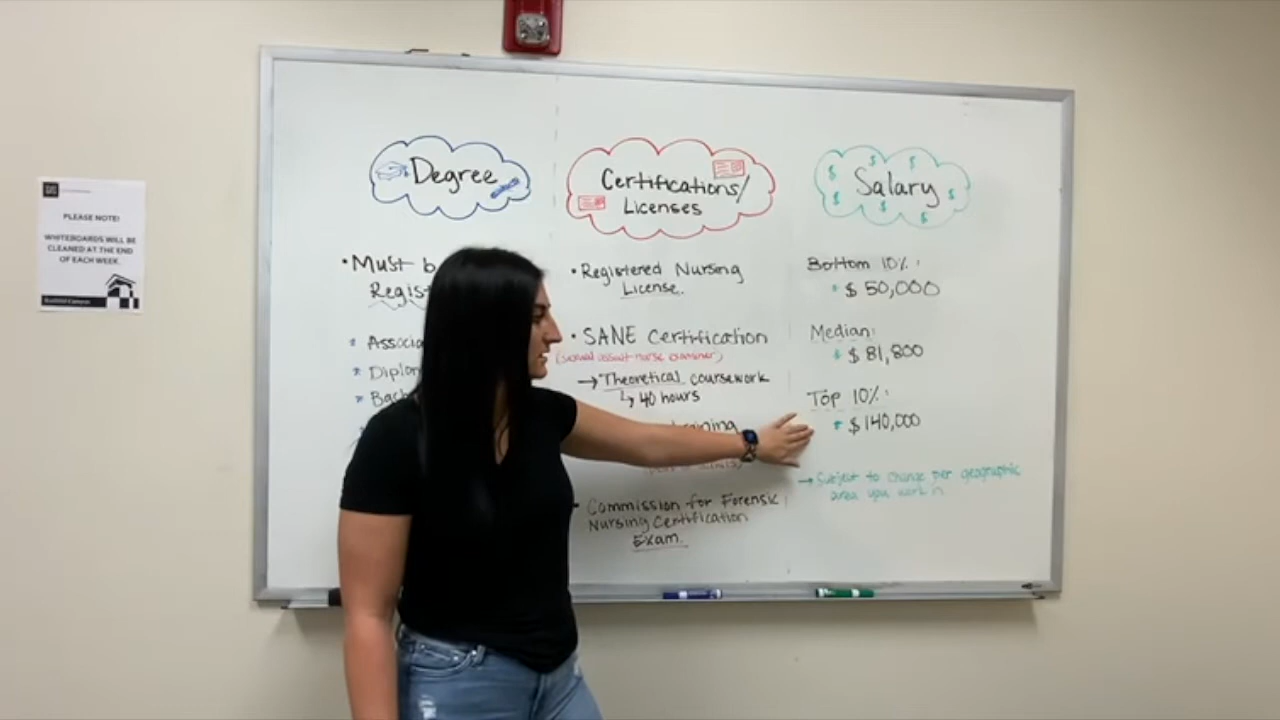 PLEASE NOTE!
WHITEBOARDS WILL BE
CLEANED AT THE END
OF EACH WEEK.
Degree
• Must b
Regist
* Associa
* Diplom
* Bach
Certifications/
Licenses
• Registered Nursing
License.
• SANE Certification
(sexual assault nurse examiner)
→ Theoretical coursework
↳ 40 hours
training
• Commission for Forensic
Nursing Certification
Exam.
Salary
$ $ $ $ $ $ $
Bottom 10%:
* $50,000
Median:
* $81,800
Top 10%:
* $140,000
→ Subject to change per geographic
area you work in